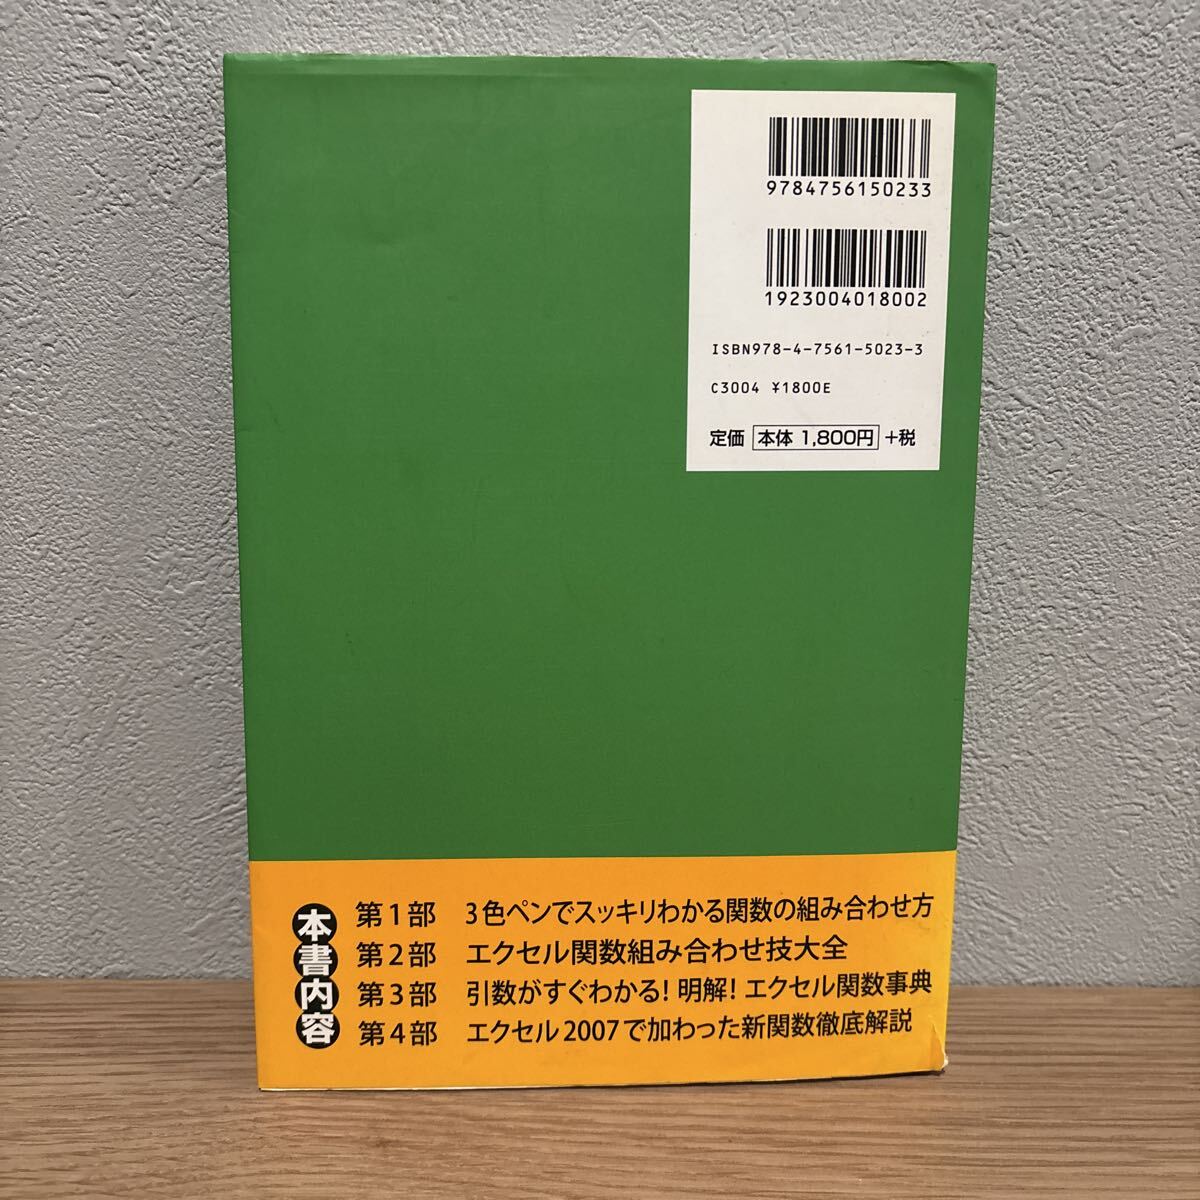 9784756150233
1923004018002
ISBN978-4-7561-5023-3
C3004 ¥1800E
定価 本体 1,800円 +税
本書内容
第1部 3色ペンでスッキリわかる関数の組み合わせ方
第2部 エクセル関数組み合わせ技大全
第3部 引数がすぐわかる!明解!エクセル関数事典
第4部 エクセル2007で加わった新関数徹底解説